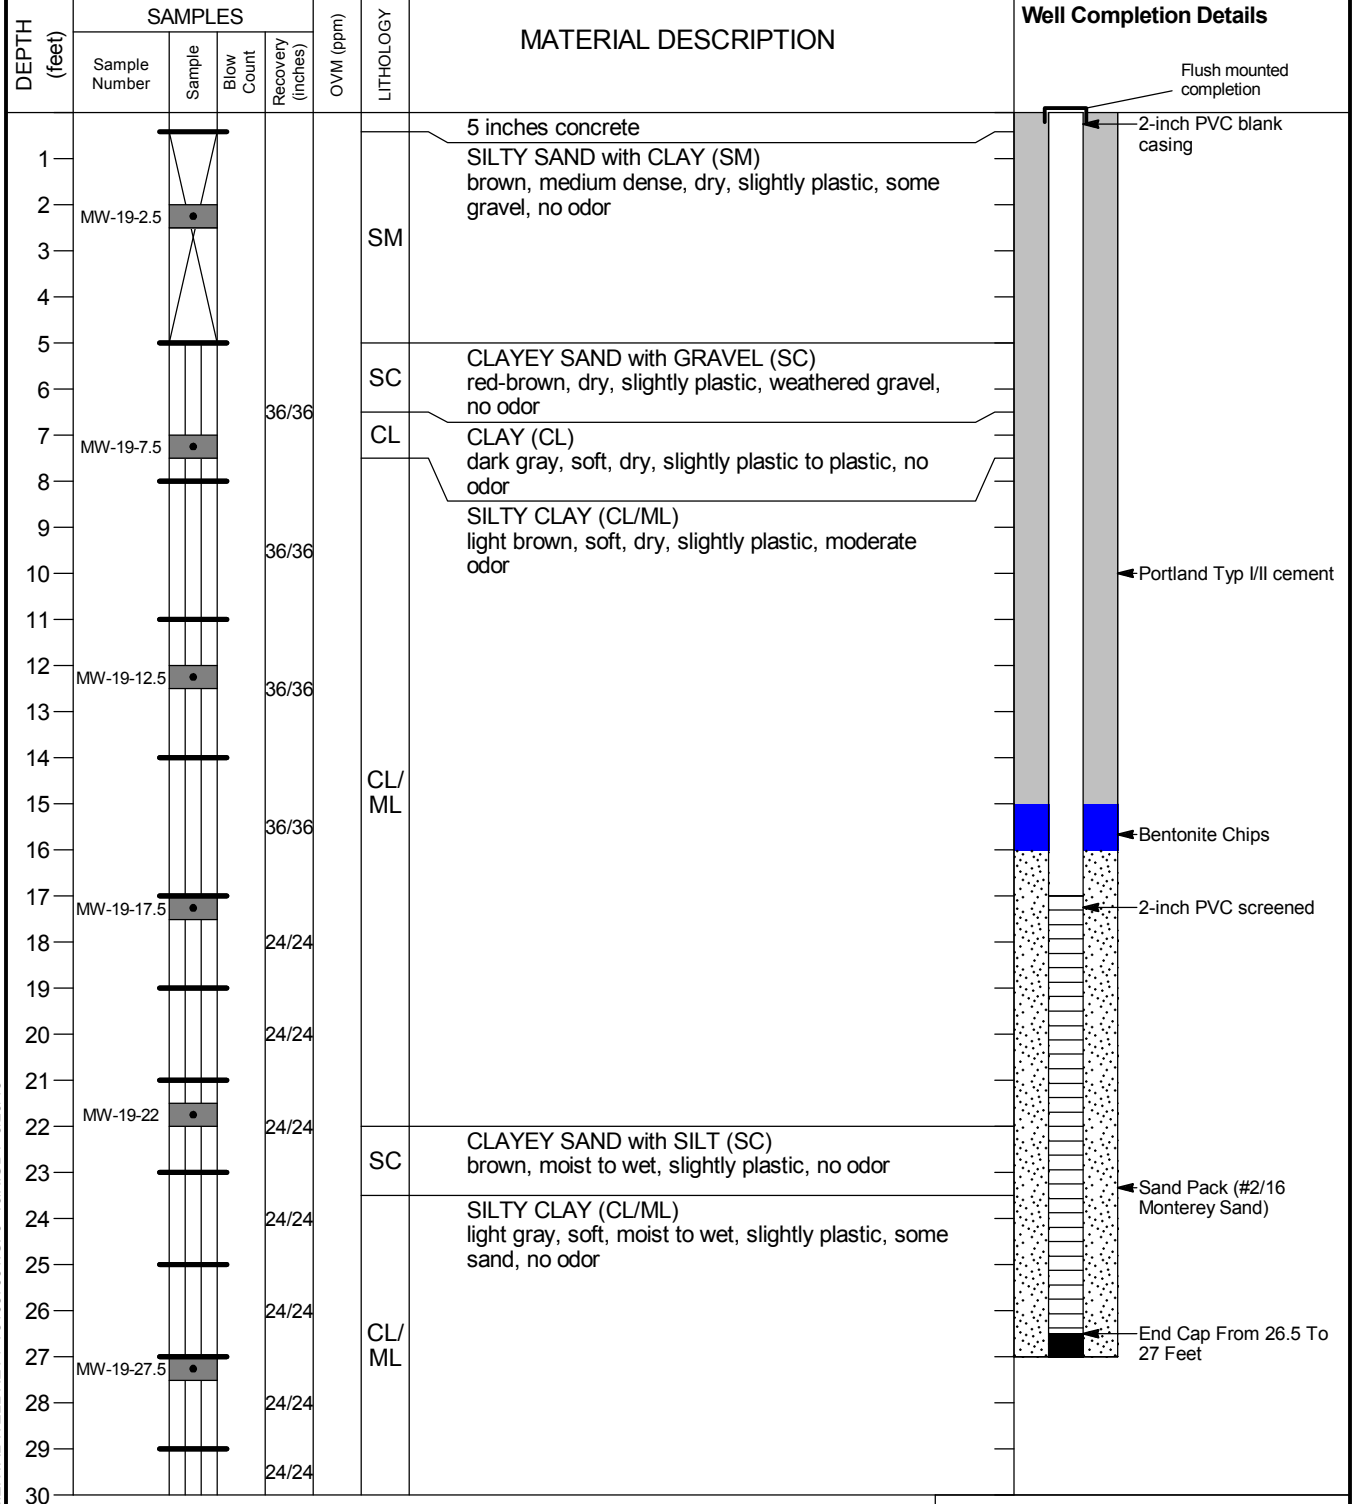 DEPTH
(feet)
SAMPLES
Sample
Number
Sample
Blow
Count
Recovery
(inches)
OVM (ppm)
LITHOLOGY
MATERIAL DESCRIPTION
Well Completion Details
Flush mounted
completion
5 inches concrete
2-inch PVC blank
casing
1
SILTY SAND with CLAY (SM)
brown, medium dense, dry, slightly plastic, some
gravel, no odor
2
MW-19-2.5
SM
3
4
5
CLAYEY SAND with GRAVEL (SC)
red-brown, dry, slightly plastic, weathered gravel,
no odor
SC
6
36/36
7
MW-19-7.5
CL
CLAY (CL)
dark gray, soft, dry, slightly plastic to plastic, no
odor
8
SILTY CLAY (CL/ML)
light brown, soft, dry, slightly plastic, moderate
odor
9
36/36
10
Portland Typ I/II cement
11
12
MW-19-12.5
36/36
13
14
CL/
ML
15
36/36
Bentonite Chips
16
17
MW-19-17.5
2-inch PVC screened
18
24/24
19
20
24/24
21
MW-19-22
22
24/24
CLAYEY SAND with SILT (SC)
brown, moist to wet, slightly plastic, no odor
SC
23
Sand Pack (#2/16
Monterey Sand)
24
24/24
SILTY CLAY (CL/ML)
light gray, soft, moist to wet, slightly plastic, some
sand, no odor
25
26
24/24
CL/
ML
End Cap From 26.5 To
27 Feet
27
MW-19-27.5
28
24/24
29
24/24
30